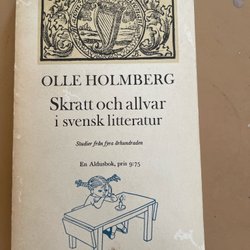 OLLE HOLMBERG
Skratt och allvar
i svensk litteratur
Studier från fyra århundraden
En Aldusbok, pris 9:75